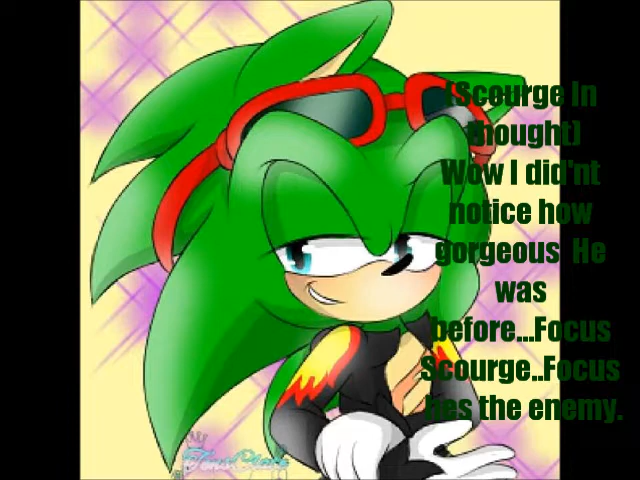 (Scourge In
thought)
Wow I did'nt
notice how
gorgeous He
was
before...Focus
Scourge..Focus
hes the enemy.